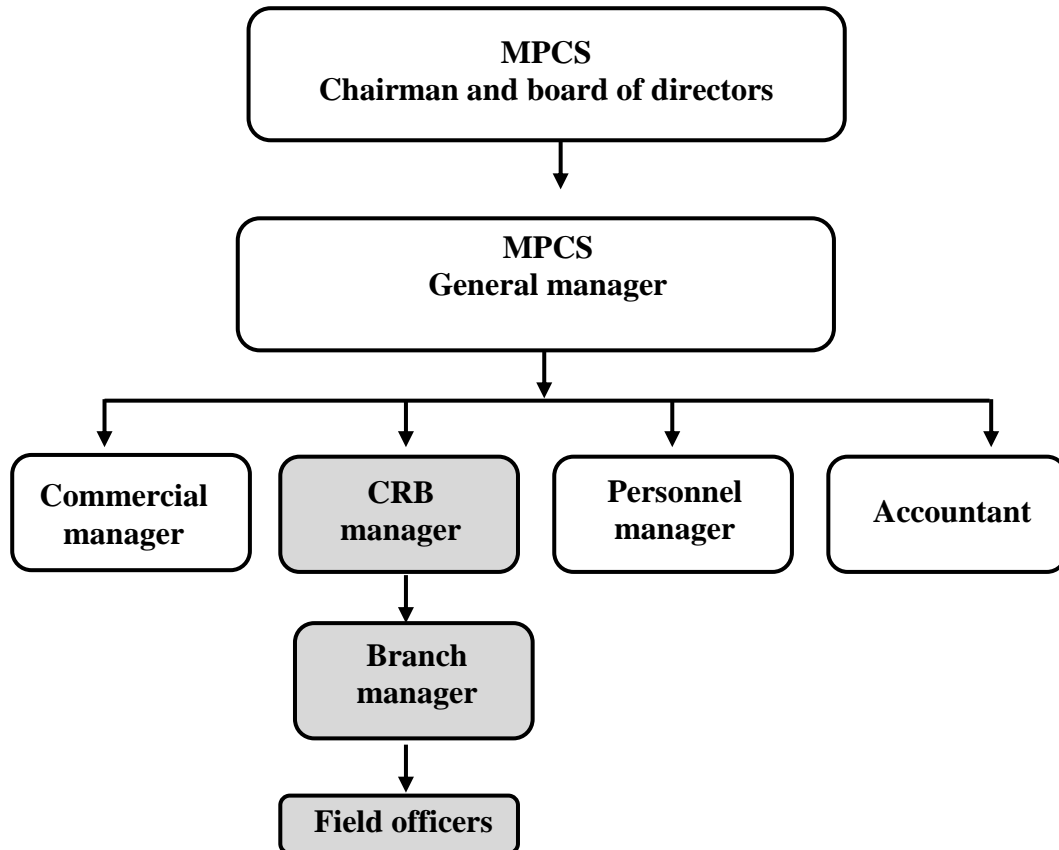 MPCS
Chairman and board of directors
MPCS
General manager
Commercial
manager
CRB
manager
Personnel
manager
Accountant
Branch
manager
Field officers